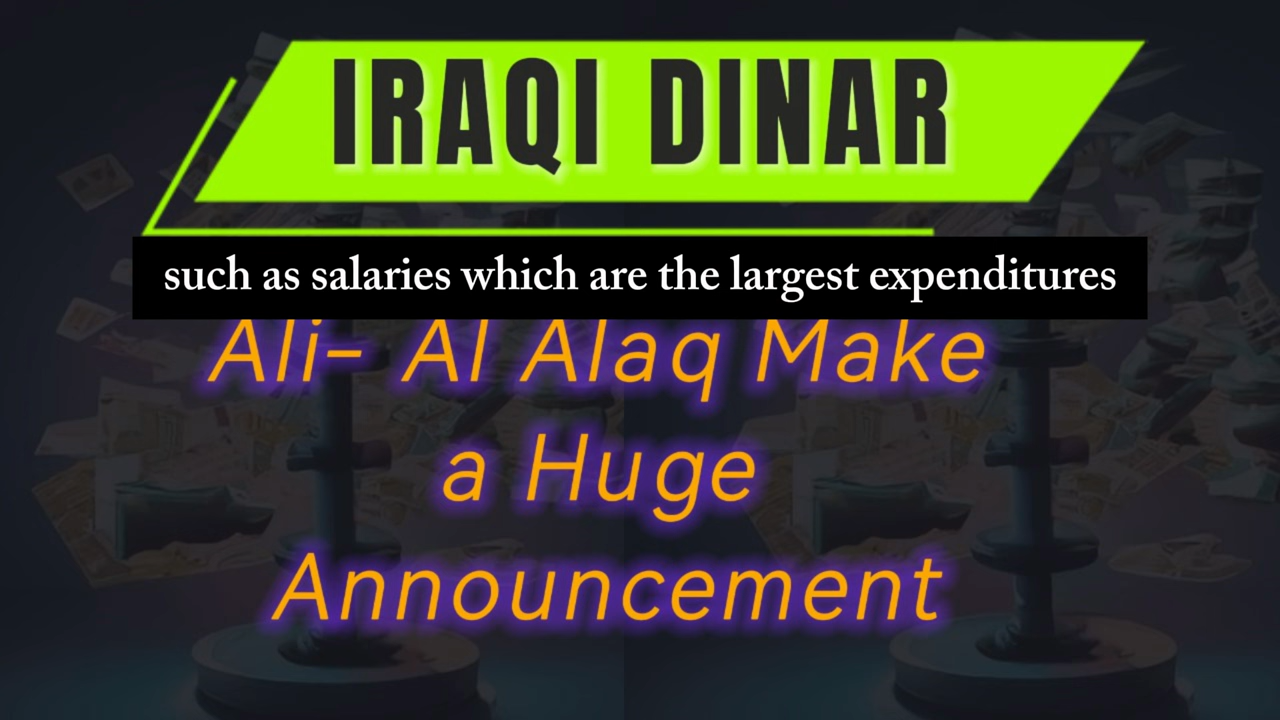 IRAQI DINAR
such as salaries which are the largest expenditures
Ali- Al Alaq Make
a Huge
Announcement